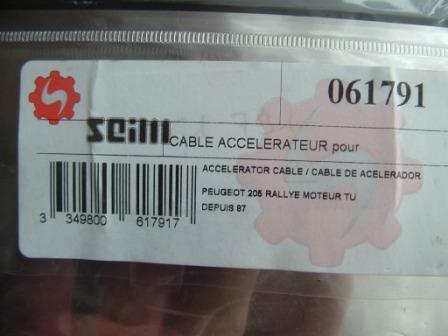 061791
seim CABLE ACCELERATEUR pour
ACCELERATOR CABLE / CABLE DE ACELERADOR
PEUGEOT 205 RALLYE MOTEUR TU
DEPUIS 87
3 349800 617917